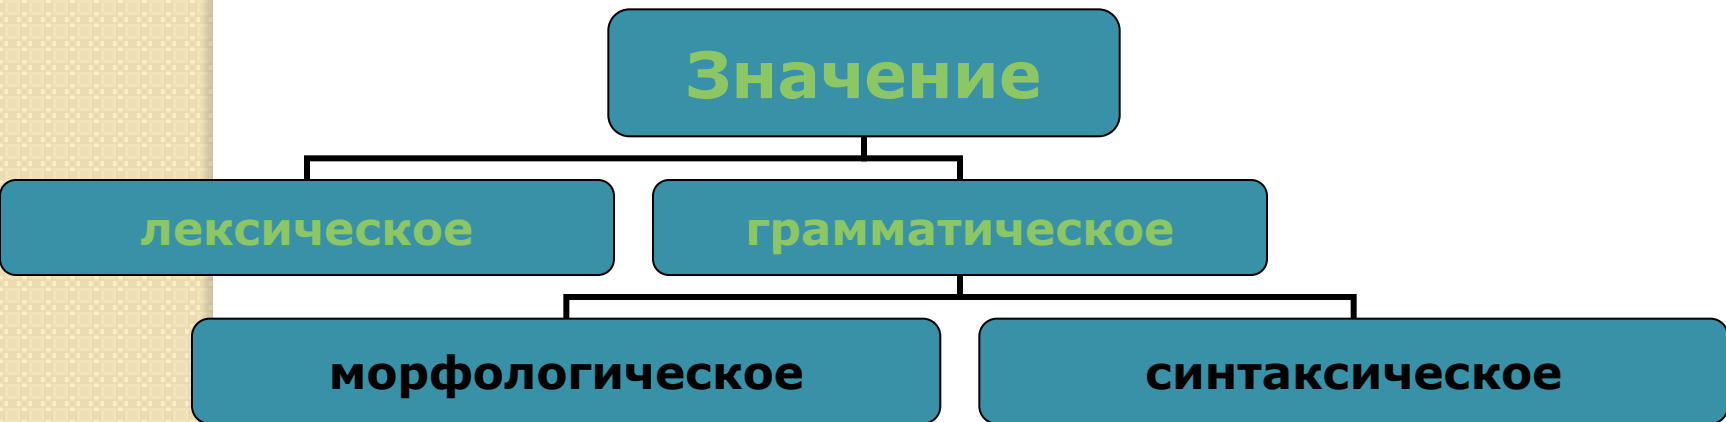 Значение
лексическое
грамматическое
морфологическое
синтаксическое